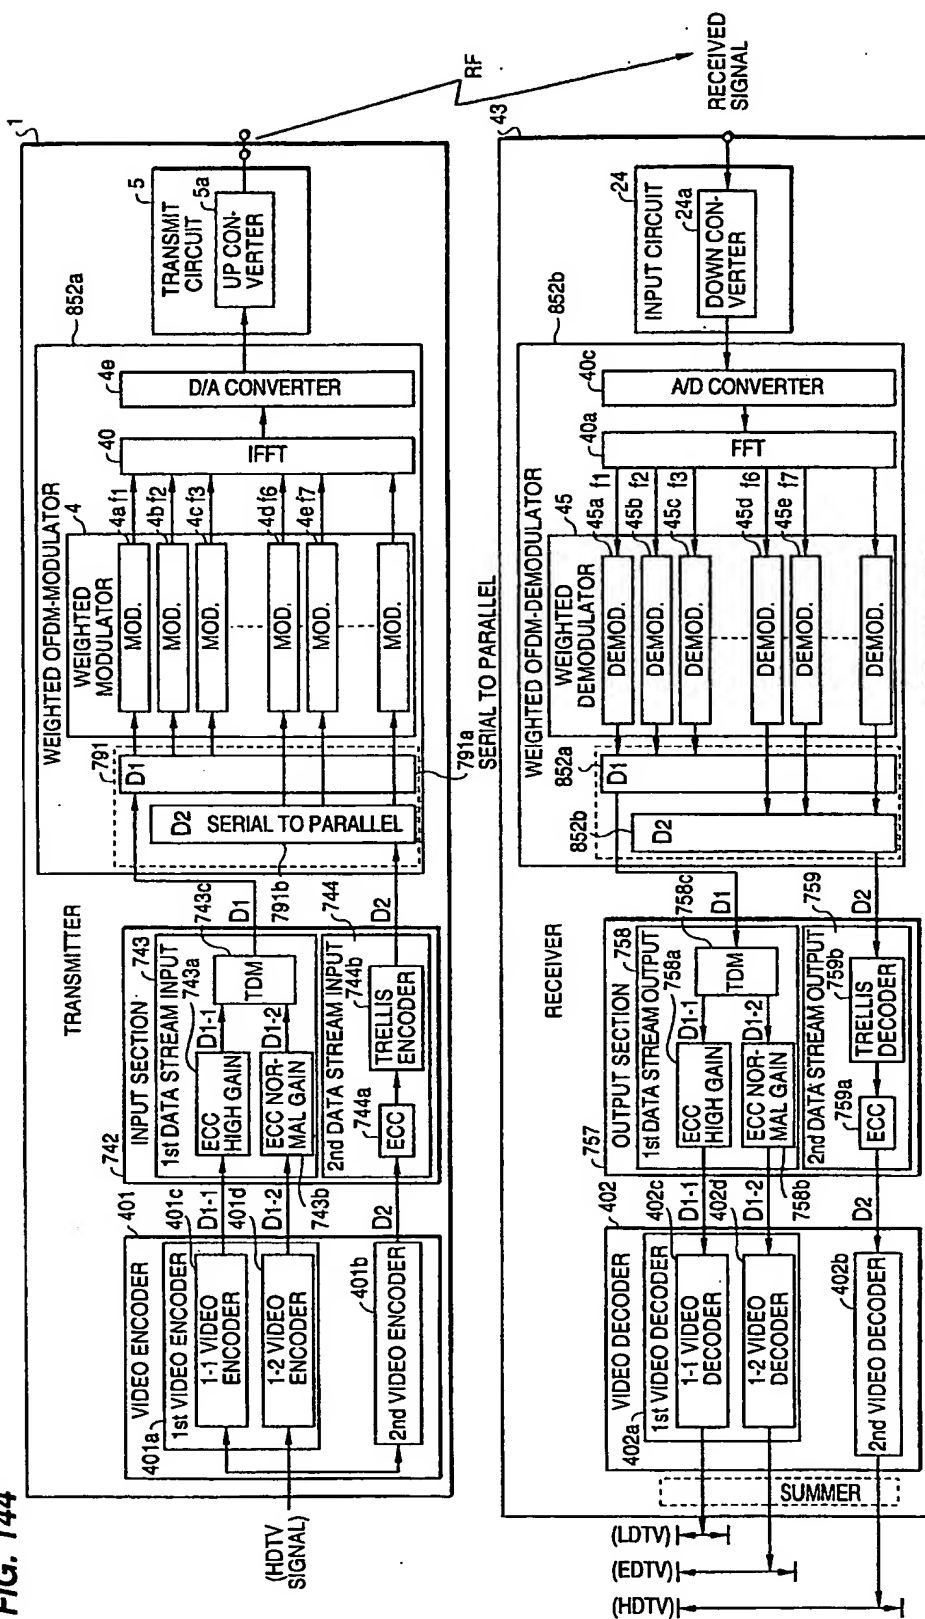 FIG. 144
TRANSMITTER
1
(HDTV
SIGNAL)
VIDEO ENCODER
401
1st VIDEO ENCODER
401a
401c
1-1 VIDEO
ENCODER
401d
1-2 VIDEO
ENCODER
401b
2nd VIDEO ENCODER
D1-1
D1-2
D2
742
INPUT SECTION
743
1st DATA STREAM INPUT
743a
ECC
HIGH GAIN
D1-1
743c
TDM
ECC NOR-
MAL GAIN
D1-2
743b
2nd DATA STREAM INPUT
744
744a
ECC
744b
TRELLIS
ENCODER
D1
D2
WEIGHTED OFDM-MODULATOR
852a
791
D1
D2
SERIAL TO PARALLEL
791b
791a
SERIAL TO PARALLEL
WEIGHTED
MODULATOR
4
MOD.
4a f1
MOD.
4b f2
MOD.
4c f3
MOD.
4d f6
MOD.
4e f7
MOD.
40
IFFT
4e
D/A CONVERTER
TRANSMIT
CIRCUIT
5
5a
UP CON-
VERTER
RF
RECEIVED
SIGNAL
RECEIVER
43
INPUT CIRCUIT
24
24a
DOWN CON-
VERTER
WEIGHTED OFDM-DEMODULATOR
852b
40c
A/D CONVERTER
40a
FFT
WEIGHTED
DEMODULATOR
45
DEMOD.
45a f1
DEMOD.
45b f2
DEMOD.
45c f3
DEMOD.
45d f6
DEMOD.
45e f7
DEMOD.
852a
D1
852b
D2
D1
D2
757
OUTPUT SECTION
758
1st DATA STREAM OUTPUT
758a
ECC
HIGH GAIN
D1-1
758c
TDM
ECC NOR-
MAL GAIN
D1-2
758b
2nd DATA STREAM OUTPUT
759
759a
ECC
759b
TRELLIS
DECODER
D1-1
D1-2
D2
VIDEO DECODER
402
1st VIDEO DECODER
402a
402c
1-1 VIDEO
DECODER
402d
1-2 VIDEO
DECODER
402b
2nd VIDEO DECODER
SUMMER
(LDTV)
(EDTV)
(HDTV)